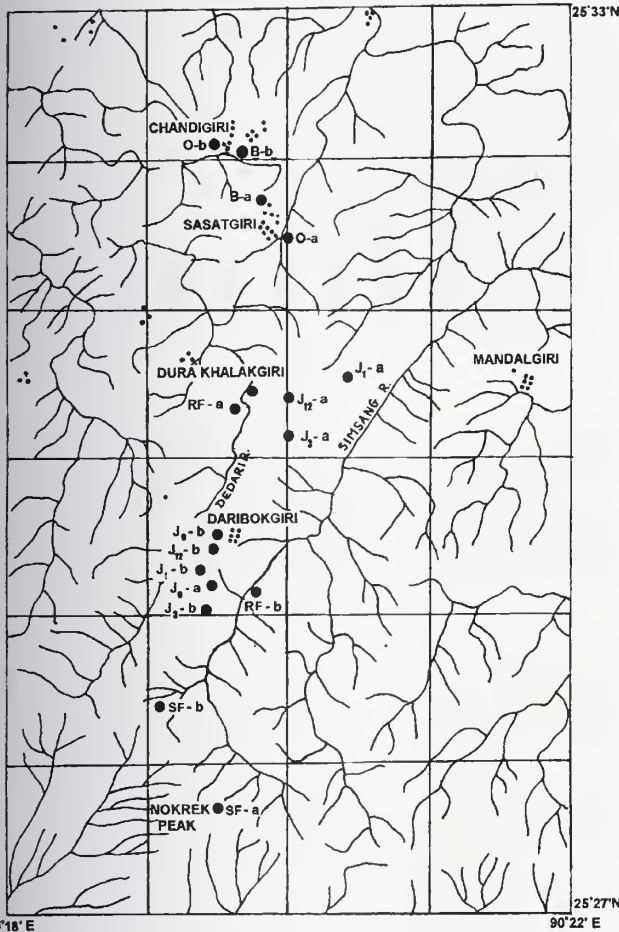 25°33'N
CHANDIGIRI
O-b
B-b
B-a
SASATGIRI
O-a
MANDALGIRI
DURA KHALAKGIRI
J₁-a
RF-a
J₁₂-a
J₃-a
SIMSANG R.
DEDARI R.
DARIBOKGIRI
J₆-b
J₁₂-b
J₁-b
J₆-a
J₃-b
RF-b
SF-b
NOKREK PEAK
SF-a
25°27'N
18' E
90°22' E